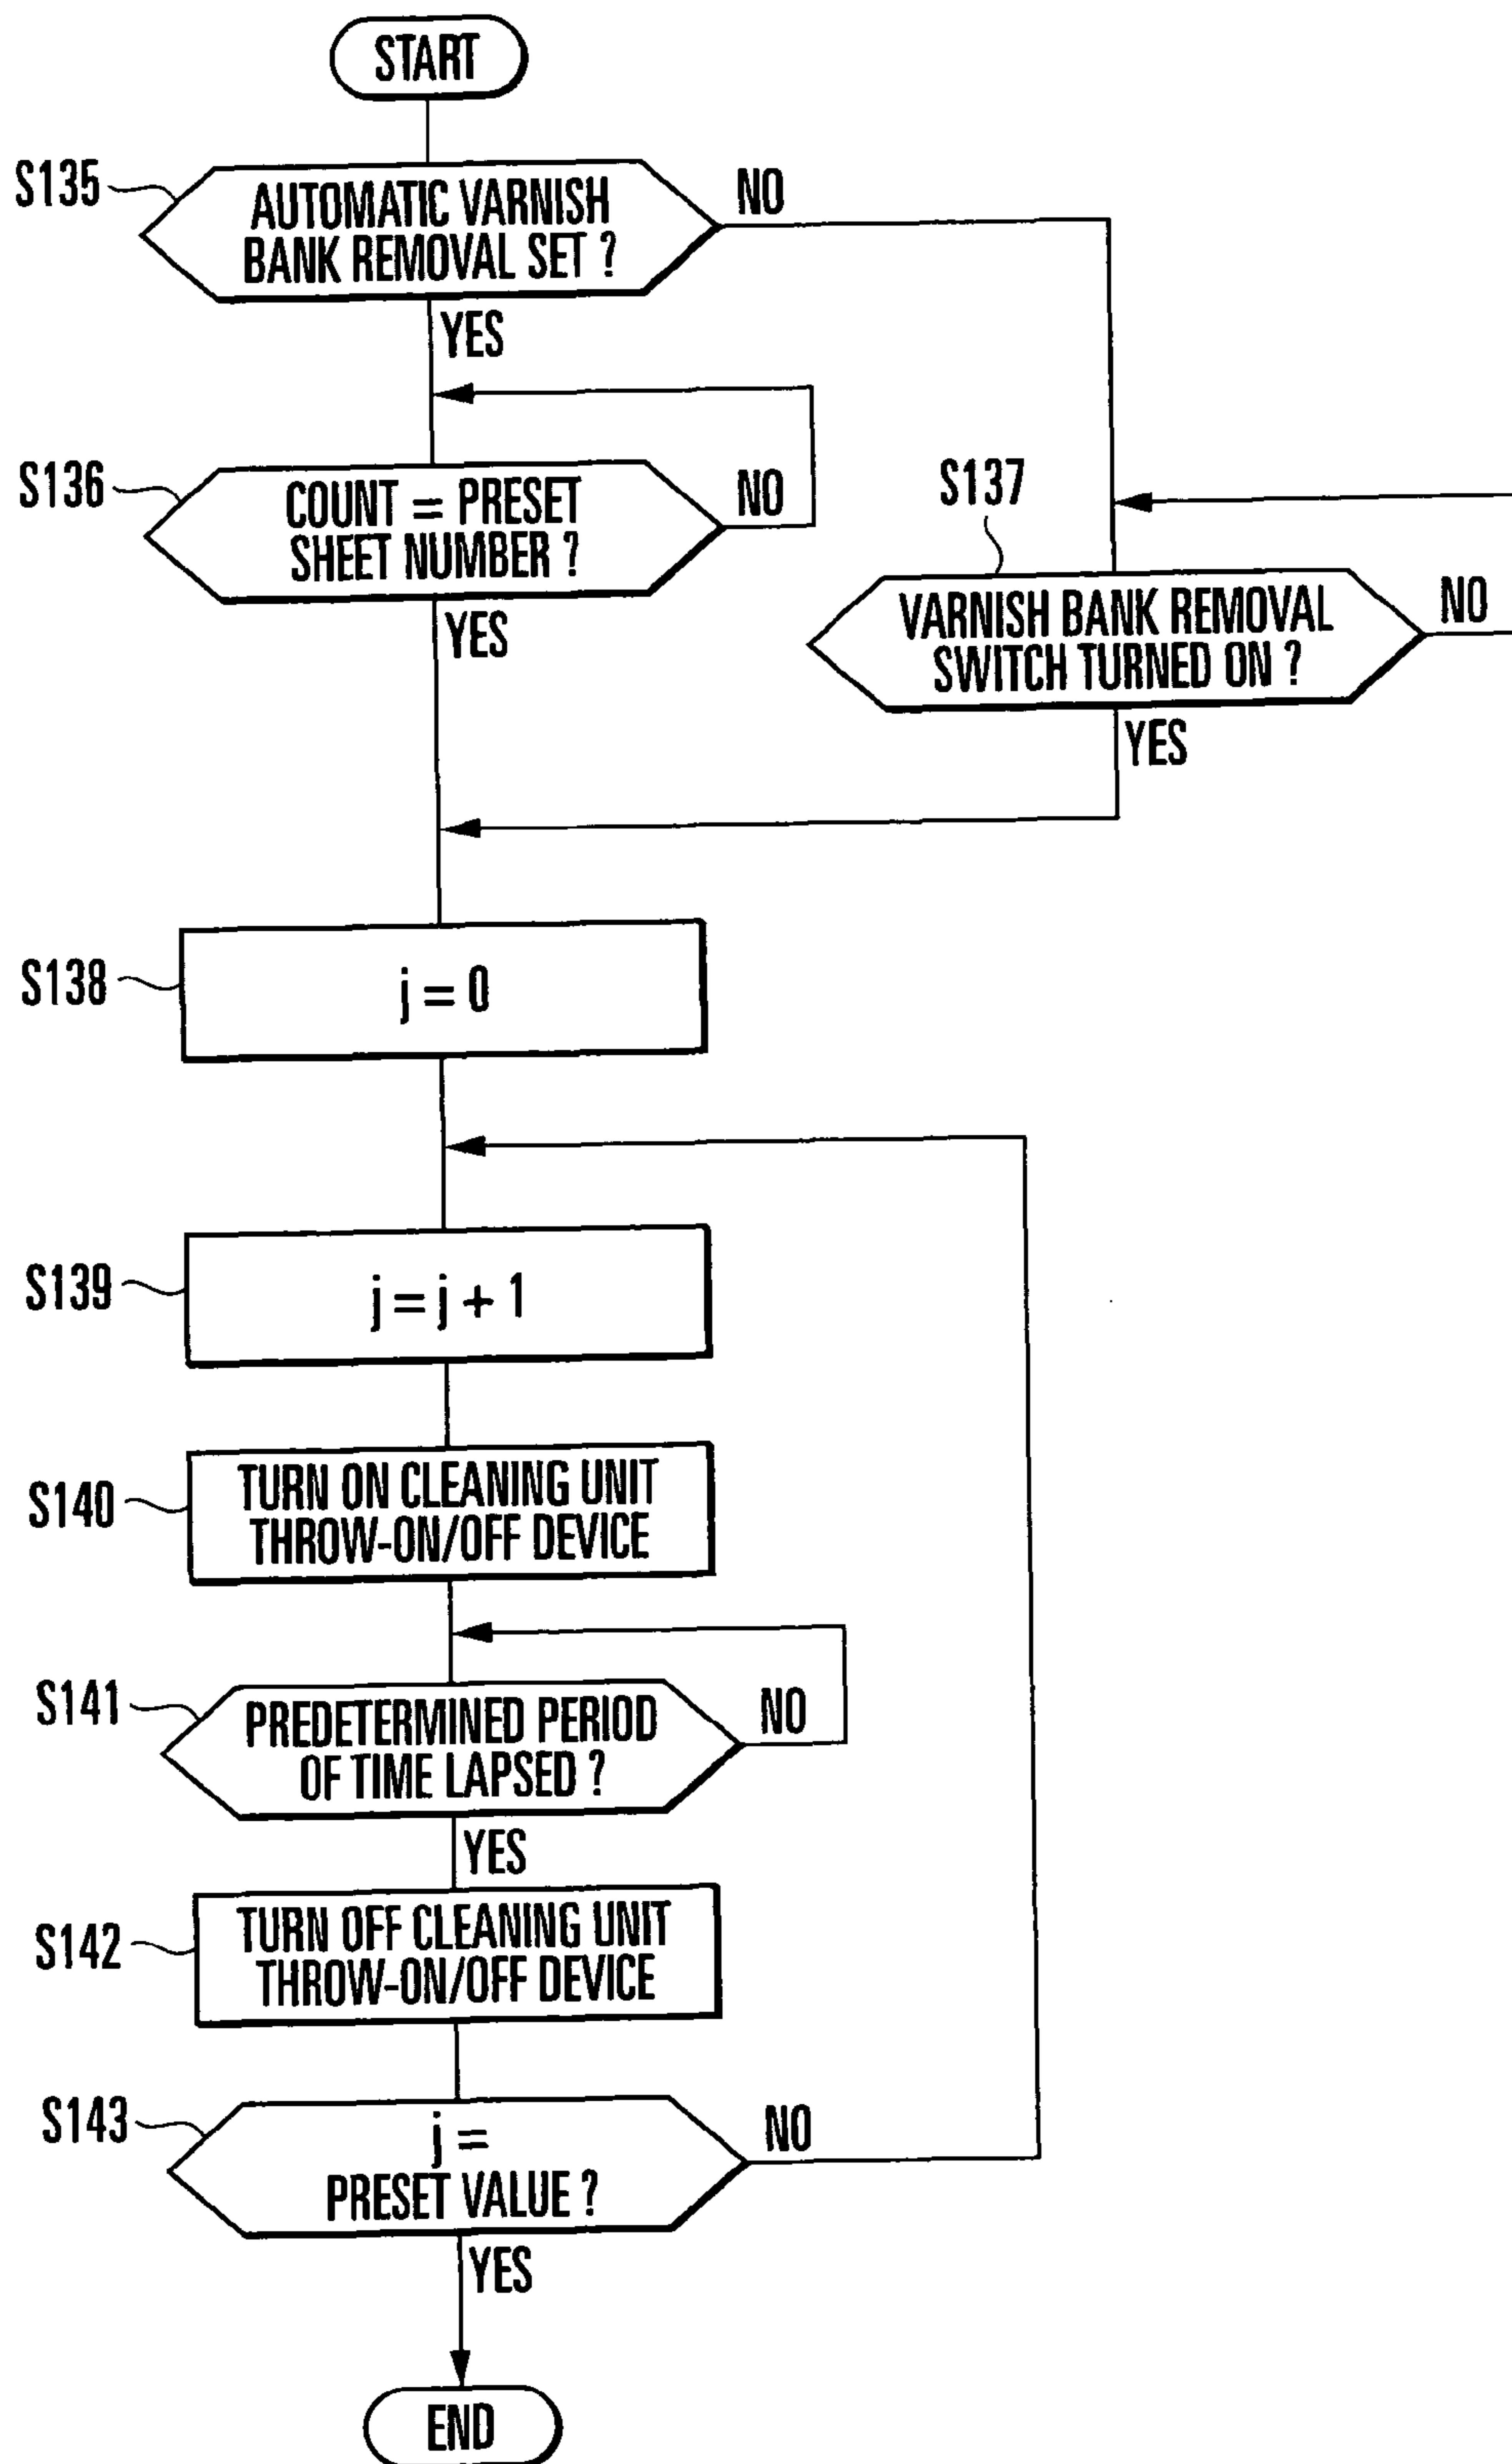 START
S135
AUTOMATIC VARNISH
BANK REMOVAL SET ?
NO
YES
S136
COUNT = PRESET
SHEET NUMBER ?
NO
YES
S137
VARNISH BANK REMOVAL
SWITCH TURNED ON ?
NO
YES
S138
j = 0
S139
j = j + 1
S140
TURN ON CLEANING UNIT
THROW-ON/OFF DEVICE
S141
PREDETERMINED PERIOD
OF TIME LAPSED ?
NO
YES
S142
TURN OFF CLEANING UNIT
THROW-ON/OFF DEVICE
S143
j =
PRESET VALUE ?
NO
YES
END